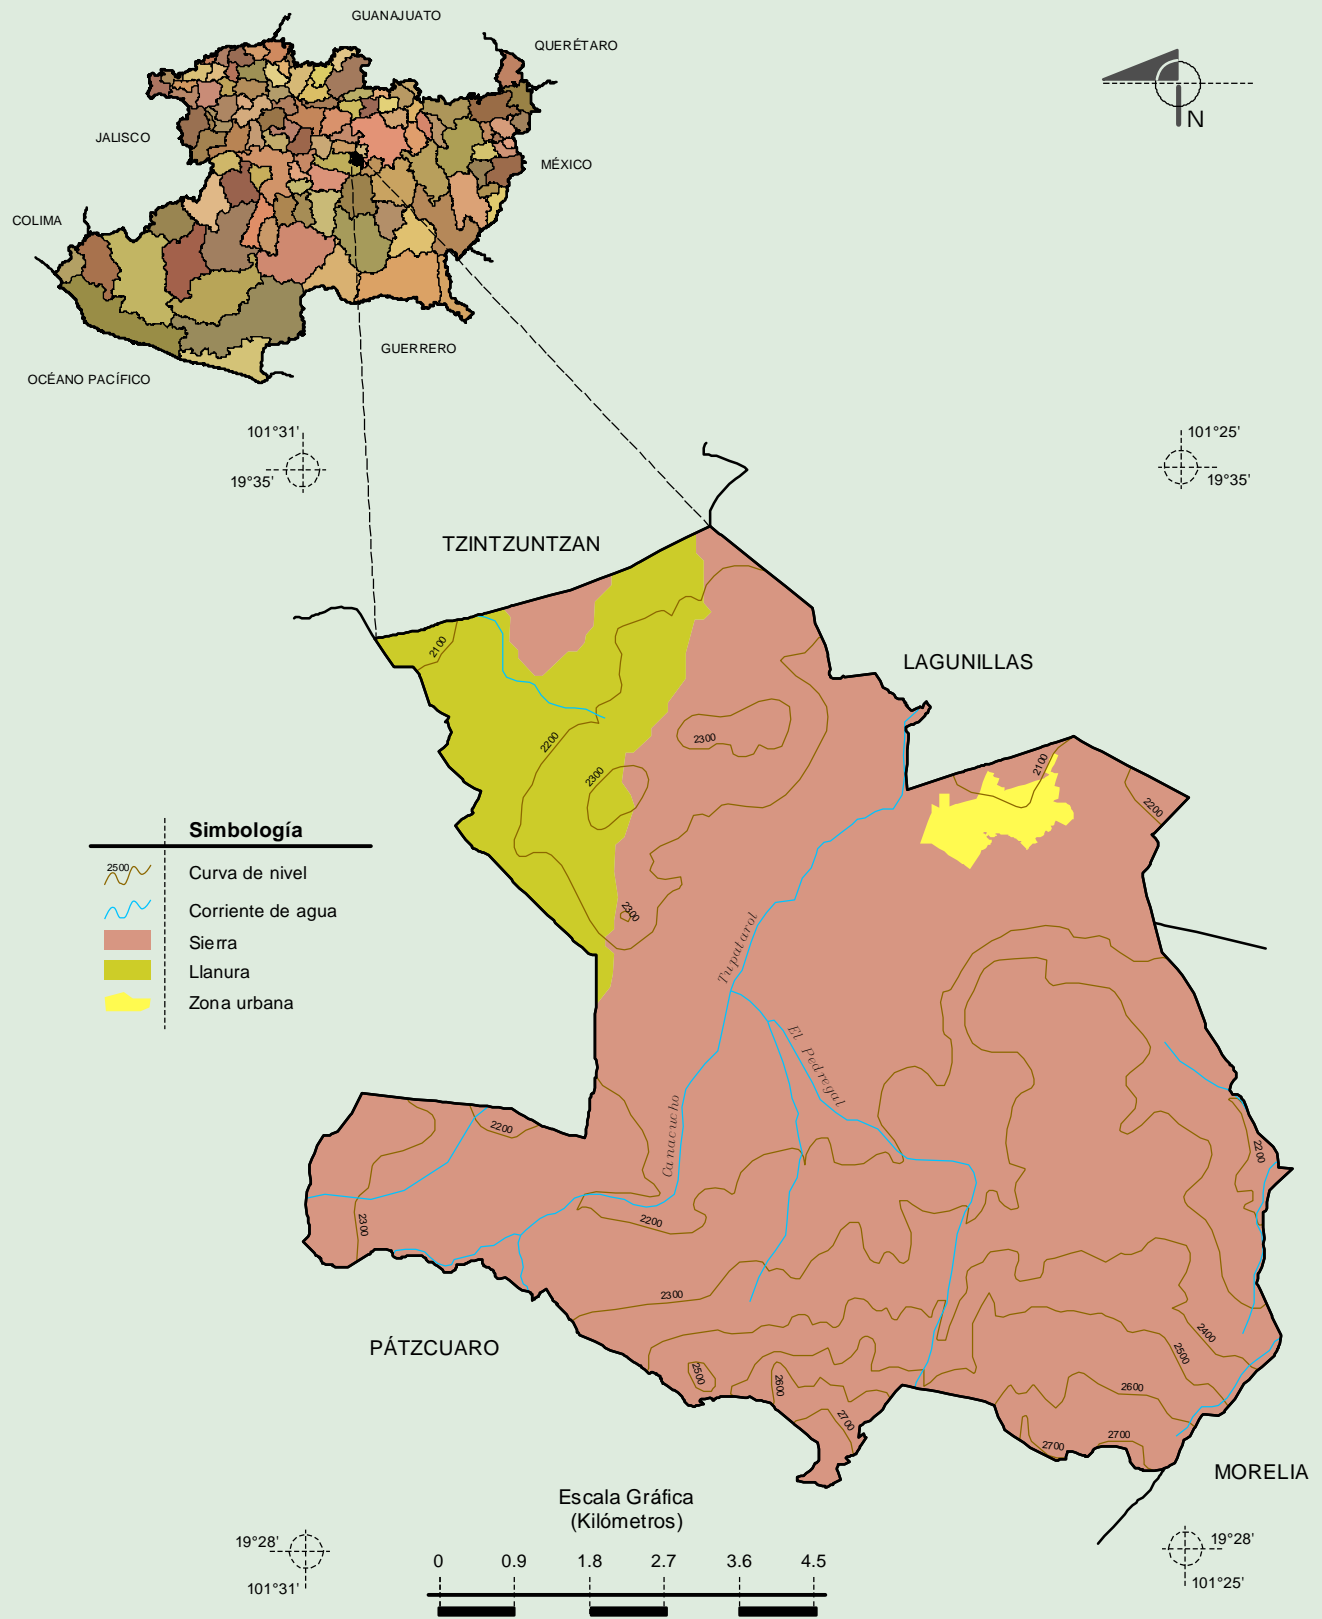 GUANAJUATO
QUERÉTARO
JALISCO
MÉXICO
COLIMA
GUERRERO
OCÉANO PACÍFICO
N
101°31'
19°35'
101°25'
19°35'
TZINTZUNTZAN
LAGUNILLAS
2100
2200
2300
2300
2100
2200
2300
Simbología
2500
Curva de nivel
Corriente de agua
Sierra
Llanura
Zona urbana
Tupatarol
El Pedregal
Canacucho
2200
2300
2200
2200
2300
2400
2500
2600
2700
2700
2500
2600
2700
PÁTZCUARO
MORELIA
Escala Gráfica
(Kilómetros)
0 0.9 1.8 2.7 3.6 4.5
19°28'
101°31'
19°28'
101°25'